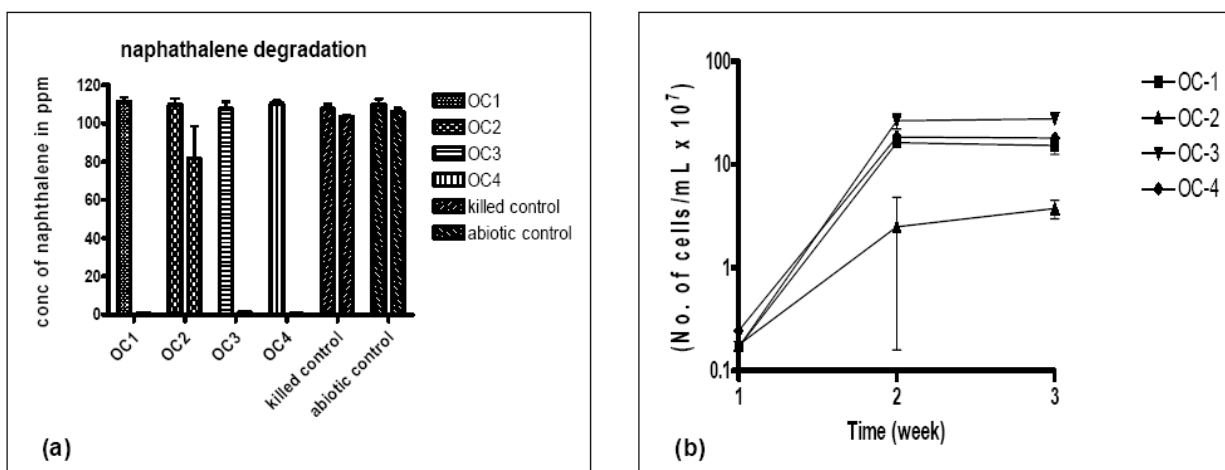 naphathalene degradation
conc of naphthalene in ppm
120
100
80
60
40
20
0
OC1
OC2
OC3
OC4
killed control
abiotic control
OC1
OC2
OC3
OC4
killed control
abiotic control
(a)
(No. of cells/mL x 10⁷)
100
10
1
0.1
1
2
3
Time (week)
OC-1
OC-2
OC-3
OC-4
(b)